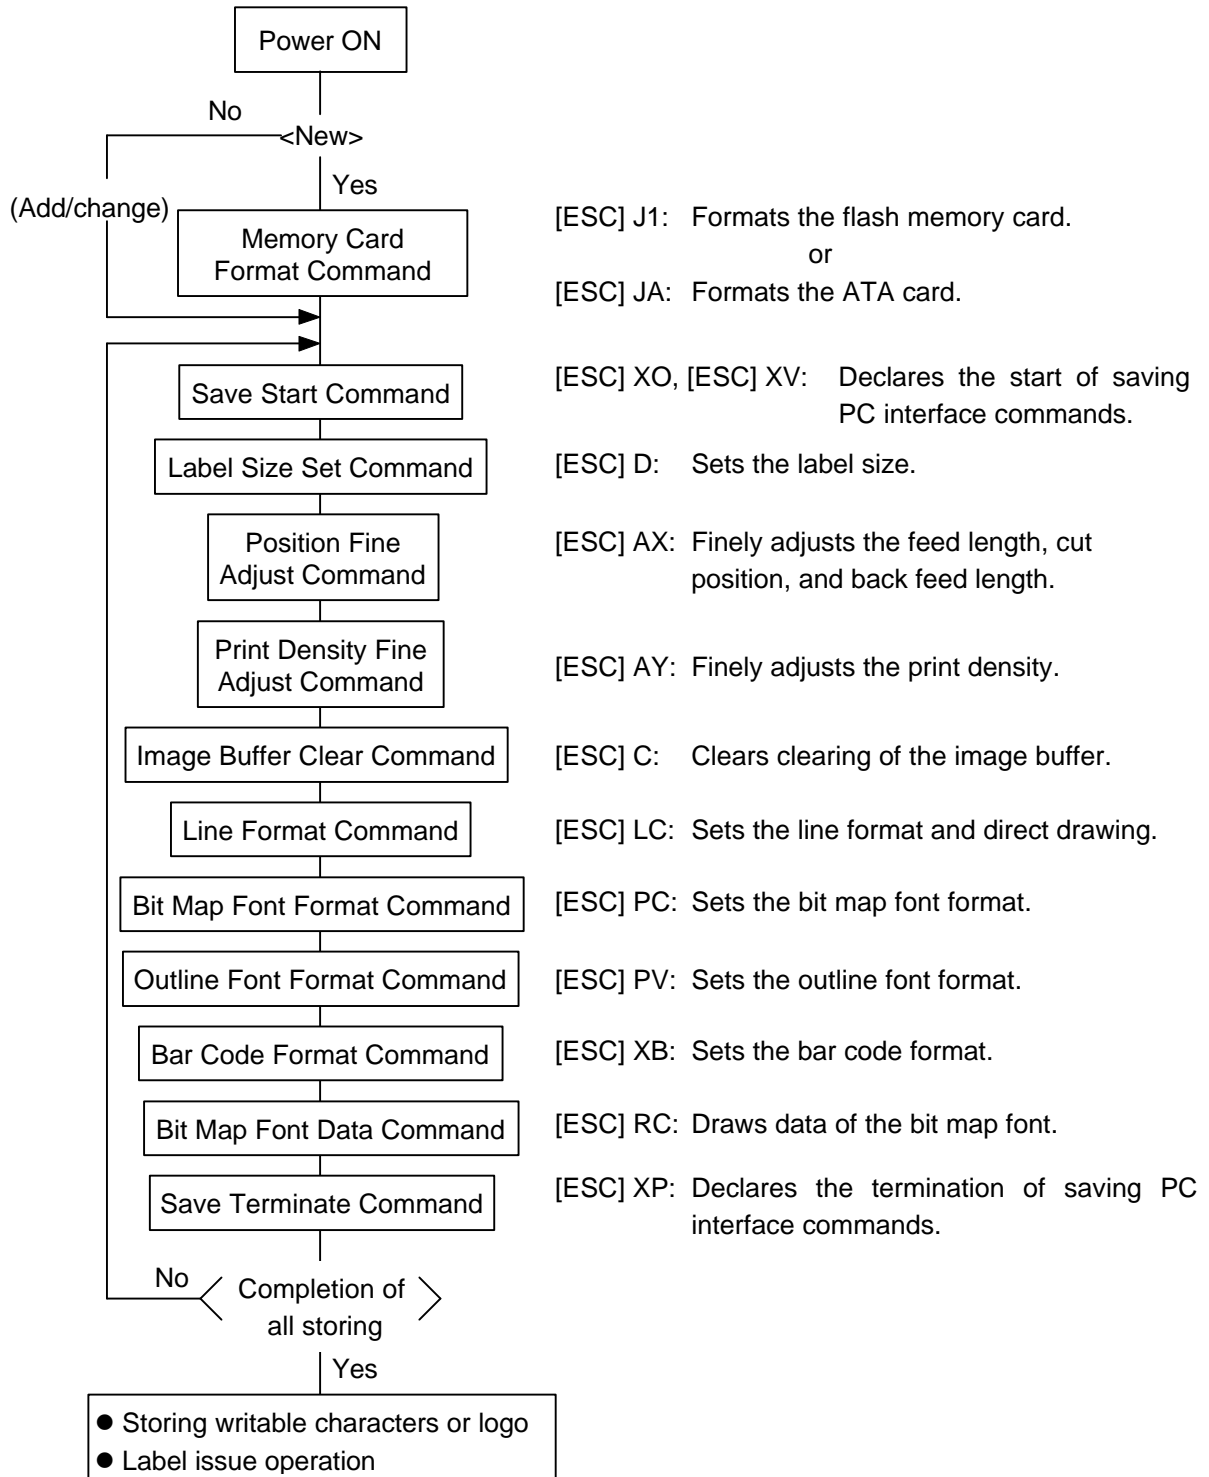 Power ON
No
<New>
Yes
(Add/change)
Memory Card
Format Command
[ESC] J1: Formats the flash memory card.
or
[ESC] JA: Formats the ATA card.
Save Start Command
[ESC] XO, [ESC] XV: Declares the start of saving
PC interface commands.
Label Size Set Command
[ESC] D: Sets the label size.
Position Fine
Adjust Command
[ESC] AX: Finely adjusts the feed length, cut
position, and back feed length.
Print Density Fine
Adjust Command
[ESC] AY: Finely adjusts the print density.
Image Buffer Clear Command
[ESC] C: Clears clearing of the image buffer.
Line Format Command
[ESC] LC: Sets the line format and direct drawing.
Bit Map Font Format Command
[ESC] PC: Sets the bit map font format.
Outline Font Format Command
[ESC] PV: Sets the outline font format.
Bar Code Format Command
[ESC] XB: Sets the bar code format.
Bit Map Font Data Command
[ESC] RC: Draws data of the bit map font.
Save Terminate Command
[ESC] XP: Declares the termination of saving PC
interface commands.
No
Completion of
all storing
Yes
● Storing writable characters or logo
● Label issue operation